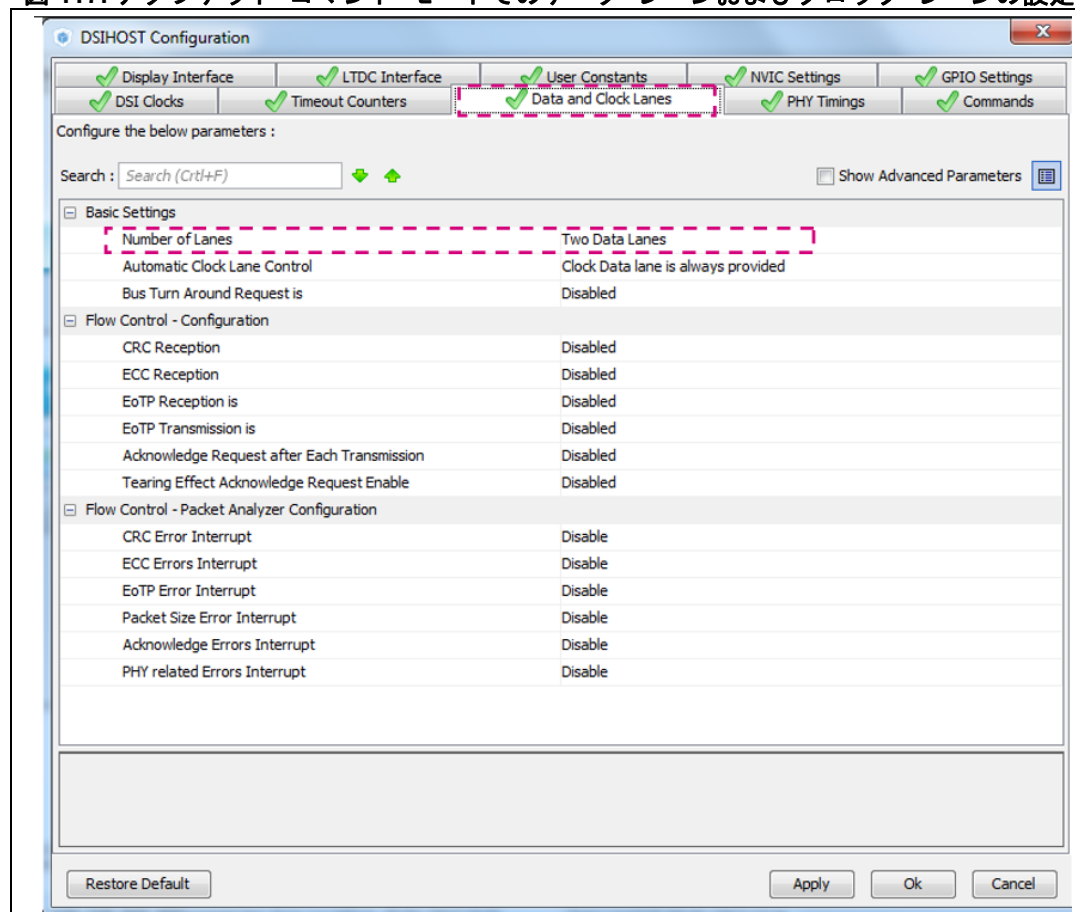 DSIHOST Configuration
Display Interface LTDC Interface User Constants NVIC Settings GPIO Settings
DSI Clocks Timeout Counters Data and Clock Lanes PHY Timings Commands
Configure the below parameters :
Search : Search (Crtl+F) Show Advanced Parameters
Basic Settings
Number of Lanes Two Data Lanes
Automatic Clock Lane Control Clock Data lane is always provided
Bus Turn Around Request is Disabled
Flow Control - Configuration
CRC Reception Disabled
ECC Reception Disabled
EoTP Reception is Disabled
EoTP Transmission is Disabled
Acknowledge Request after Each Transmission Disabled
Tearing Effect Acknowledge Request Enable Disabled
Flow Control - Packet Analyzer Configuration
CRC Error Interrupt Disable
ECC Errors Interrupt Disable
EoTP Error Interrupt Disable
Packet Size Error Interrupt Disable
Acknowledge Errors Interrupt Disable
PHY related Errors Interrupt Disable
Restore Default Apply Ok Cancel